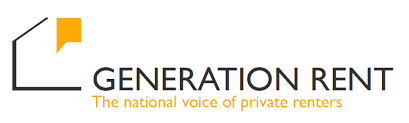 GENERATION RENT
The national voice of private renters